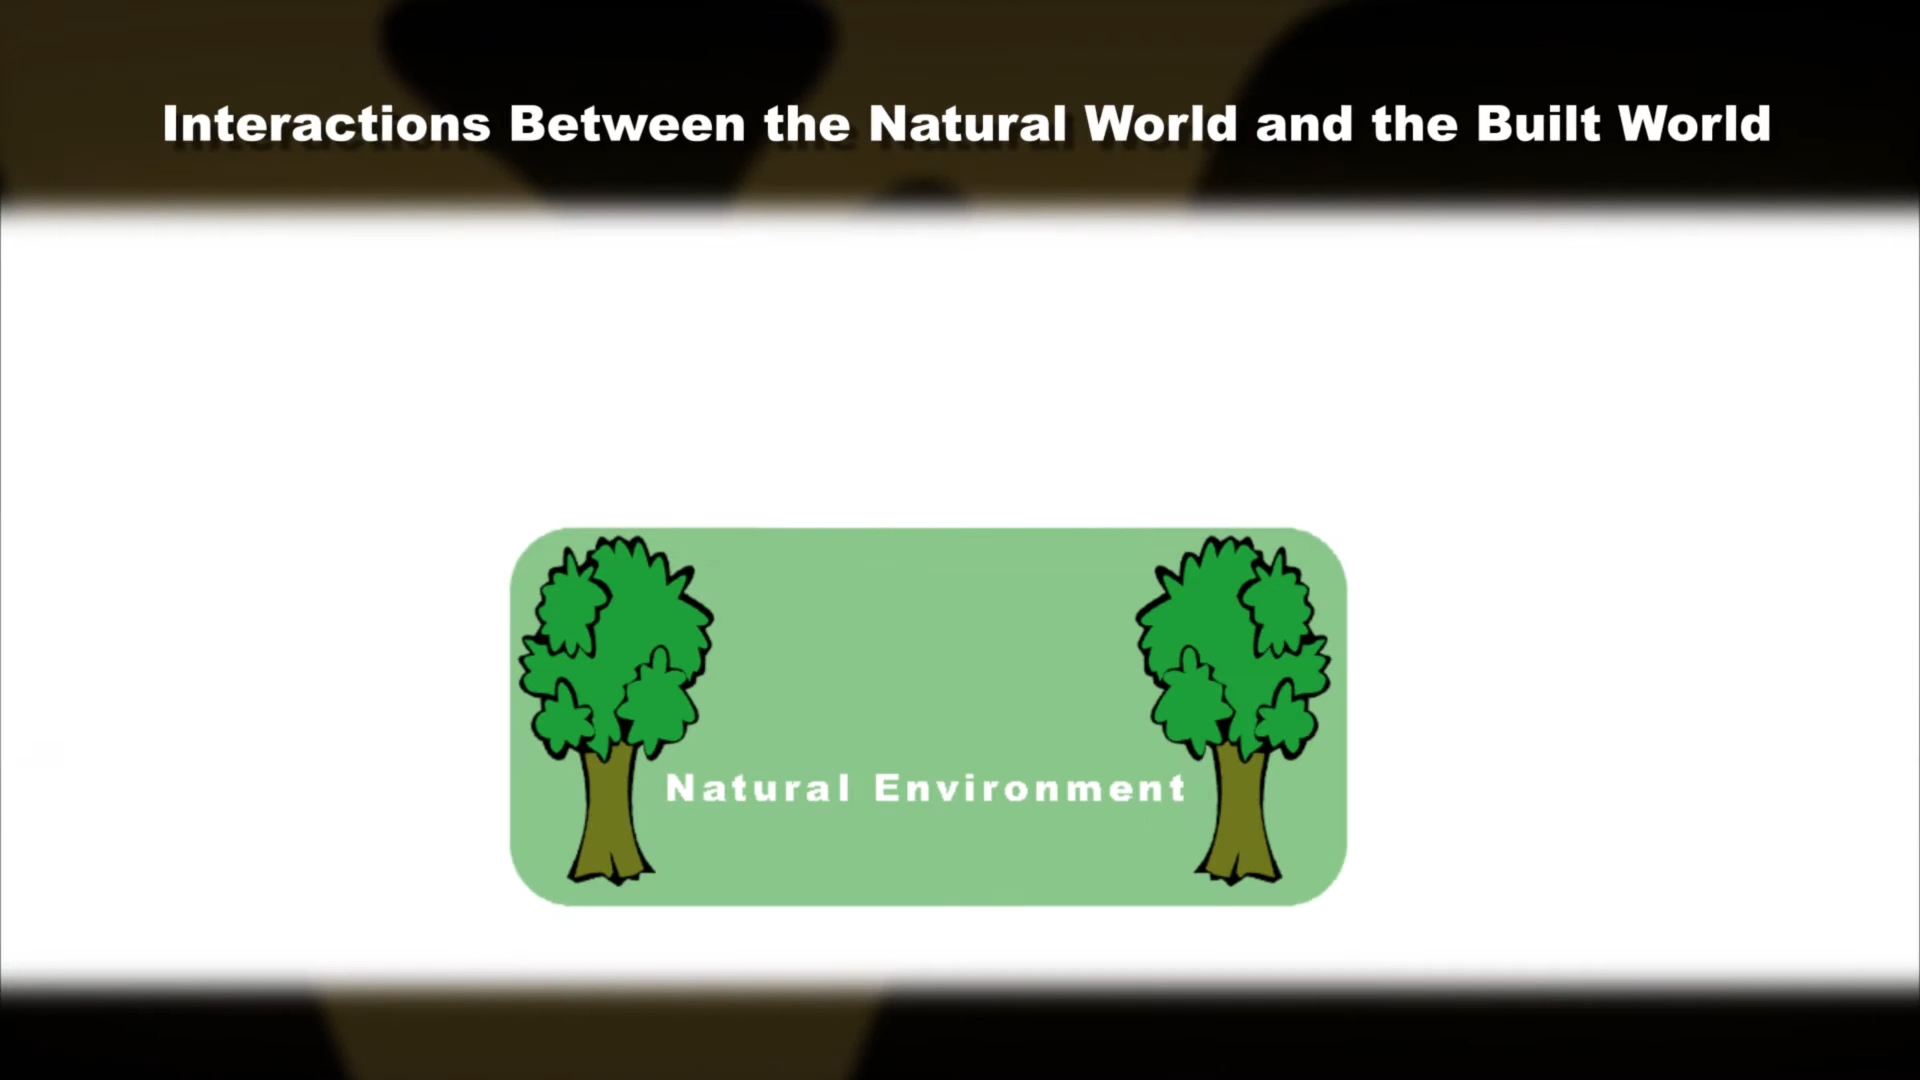 Interactions Between the Natural World and the Built World
Natural Environment